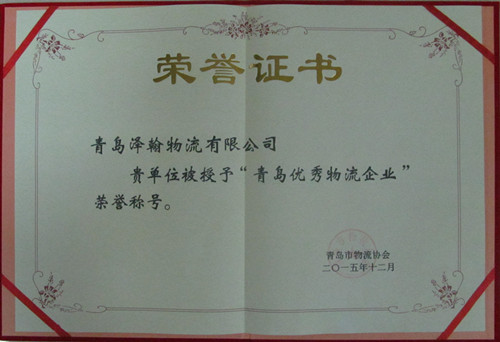 荣誉证书
青岛泽翰物流有限公司
贵单位被授予“青岛优秀物流企业”
荣誉称号。
青岛市物流协会
二〇一五年十二月